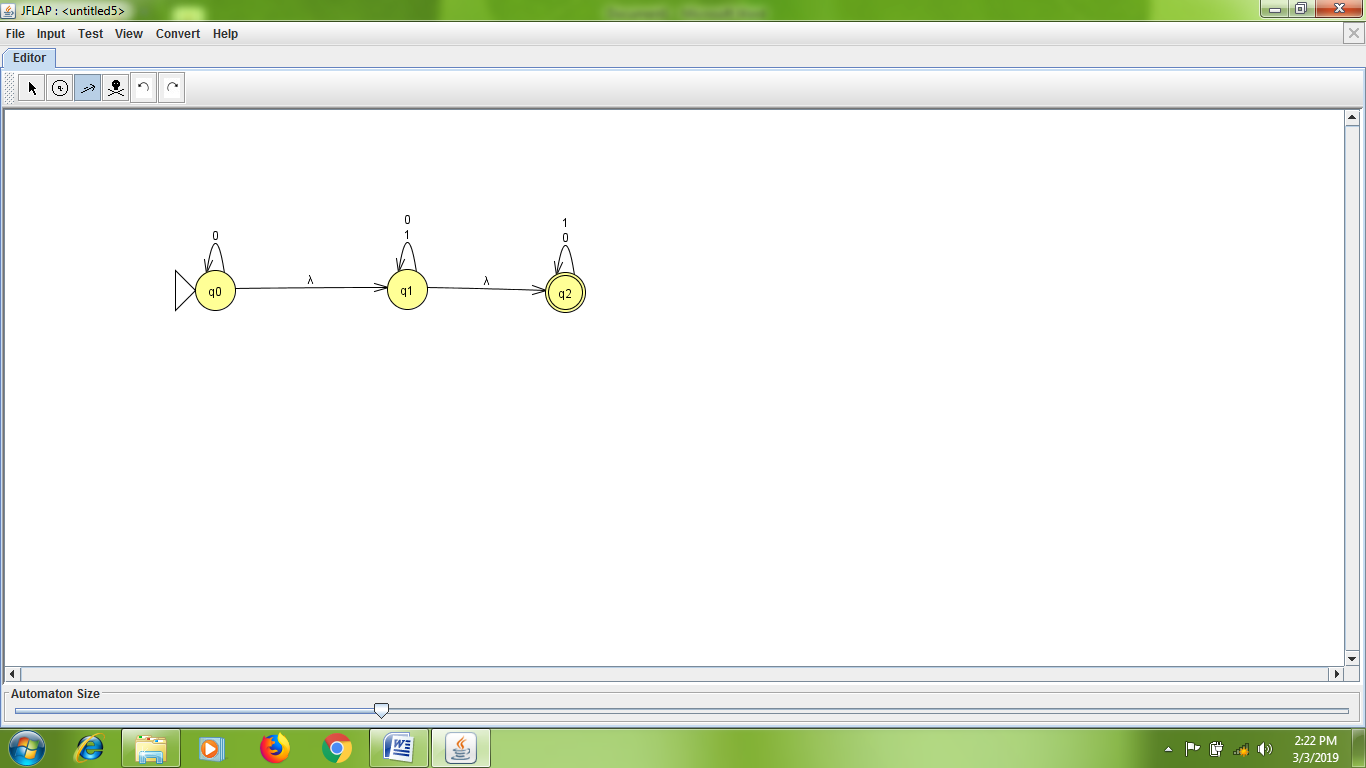 JFLAP : <untitled5>
File Input Test View Convert Help
Editor
0
0
1
1
0
λ
λ
q0
q1
q2
Automaton Size
2:22 PM
3/3/2019